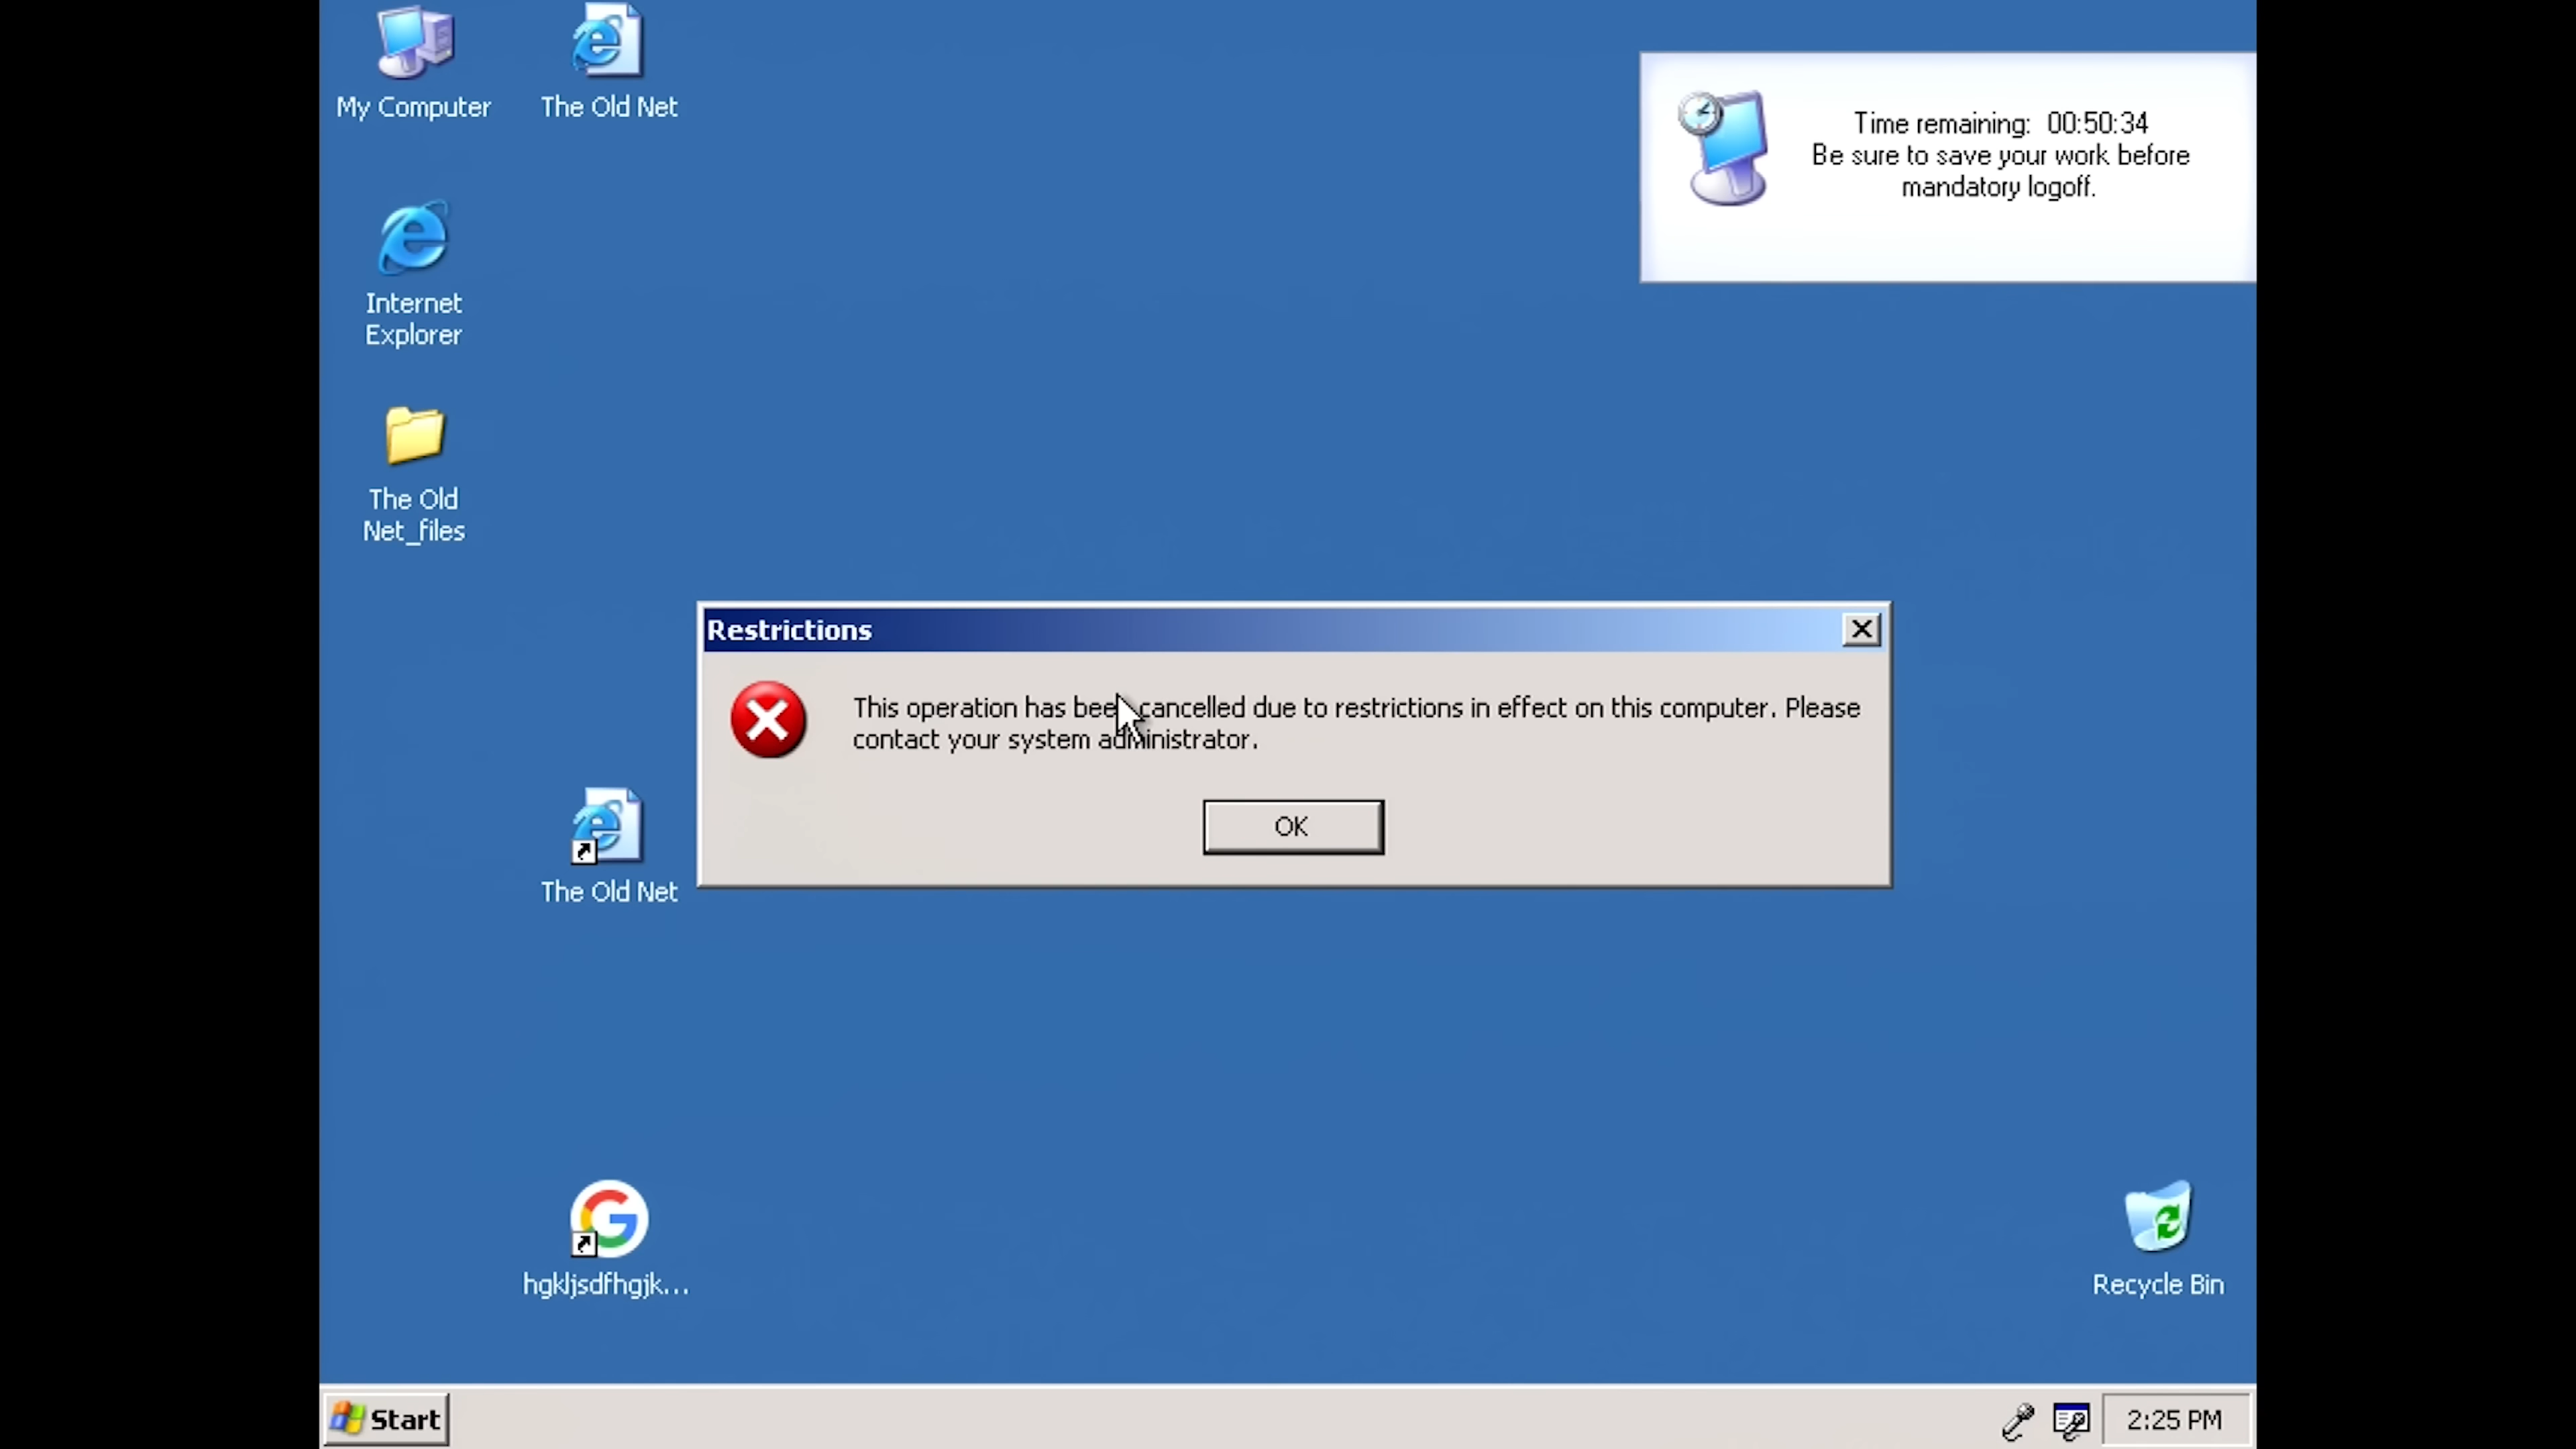 My Computer
The Old Net
Time remaining: 00:50:34
Be sure to save your work before
mandatory logoff.
Internet
Explorer
The Old
Net_files
Restrictions
This operation has been cancelled due to restrictions in effect on this computer. Please
contact your system administrator.
OK
The Old Net
hgkljsdfhgjk...
Recycle Bin
Start
2:25 PM